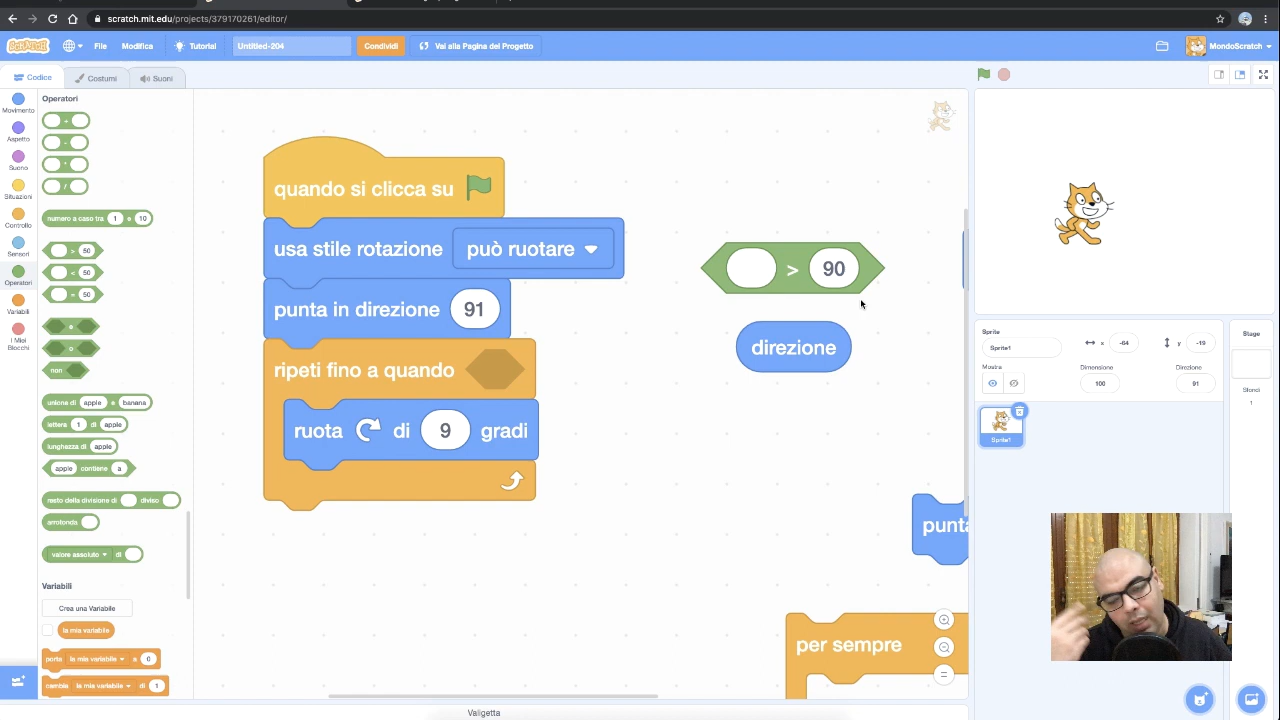 scratch.mit.edu/projects/379170261/editor/
SCRATCH
File
Modifica
Tutorial
Untitled-204
Condividi
Vai alla Pagina del Progetto
MondoScratch
Codice
Costumi
Suoni
Movimento
Aspetto
Suono
Situazioni
Controllo
Sensori
Operatori
Variabili
I Miei
Blocchi
Operatori
+
-
*
/
numero a caso tra 1 e 10
> 50
< 50
= 50
e
o
non
unione di apple e banana
lettera 1 di apple
lunghezza di apple
apple contiene a
resto della divisione di diviso
arrotonda
valore assoluto di
Variabili
Crea una Variabile
la mia variabile
porta la mia variabile a 0
cambia la mia variabile di 1
quando si clicca su
usa stile rotazione può ruotare
punta in direzione 91
ripeti fino a quando
ruota di 9 gradi
> 90
direzione
punta
per sempre
Valigetta
Sprite
Sprite1
x -64
y -19
Mostra
Dimensione
100
Direzione
91
Sprite1
Stage
Sfondi
1